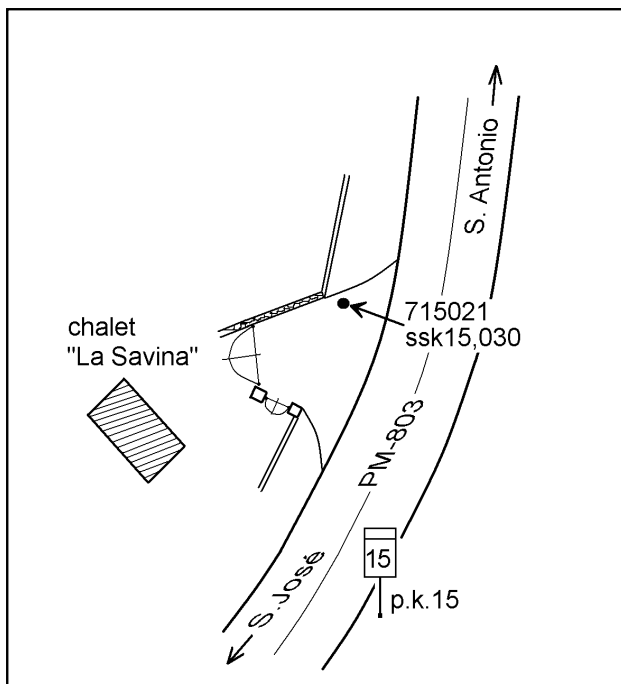 S. Antonio
715021
ssk15,030
chalet
"La Savina"
PM-803
15
S. José
p.k.15